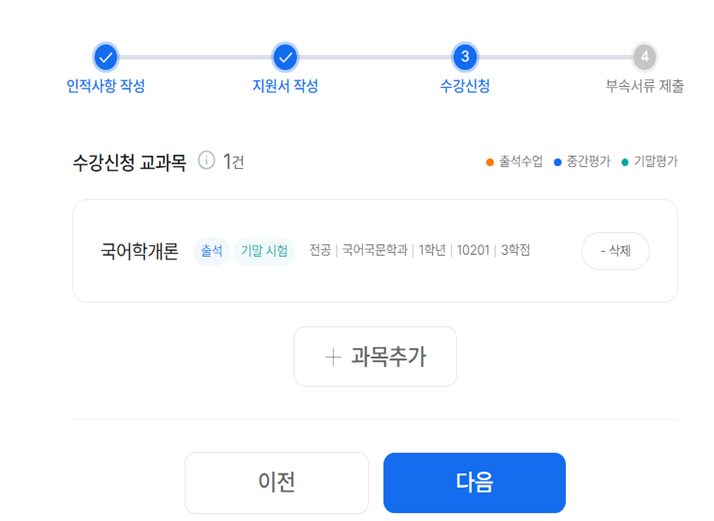 3 4
인적사항 작성 지원서 작성 수강신청 부속서류 제출
수강신청 교과목 1건 출석수업 중간평가 기말평가
국어학개론 출석 기말 시험 전공 | 국어국문학과 | 1학년 | 10201 | 3학점 - 삭제
+ 과목추가
이전 다음